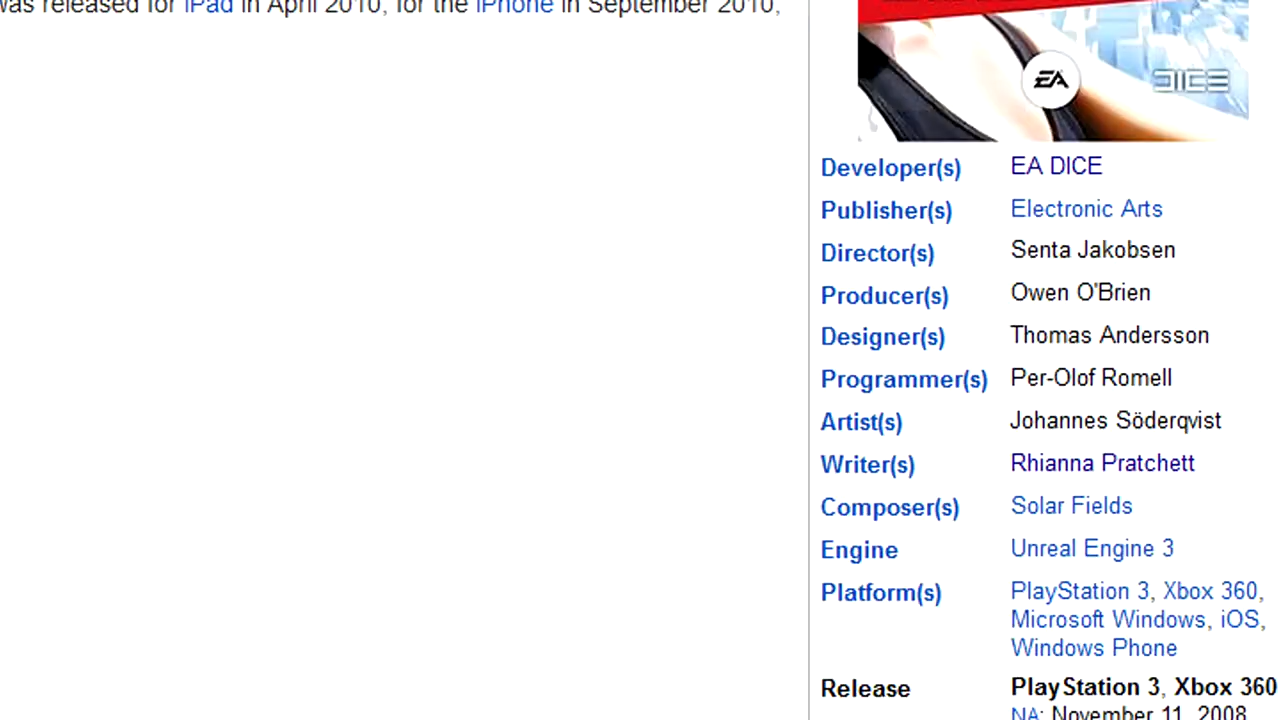 was released for iPad in April 2010, for the iPhone in September 2010,
EA
DICE
Developer(s) EA DICE
Publisher(s) Electronic Arts
Director(s) Senta Jakobsen
Producer(s) Owen O'Brien
Designer(s) Thomas Andersson
Programmer(s) Per-Olof Romell
Artist(s) Johannes Söderqvist
Writer(s) Rhianna Pratchett
Composer(s) Solar Fields
Engine Unreal Engine 3
Platform(s) PlayStation 3, Xbox 360,
Microsoft Windows, iOS,
Windows Phone
Release PlayStation 3, Xbox 360
NA: November 11, 2008